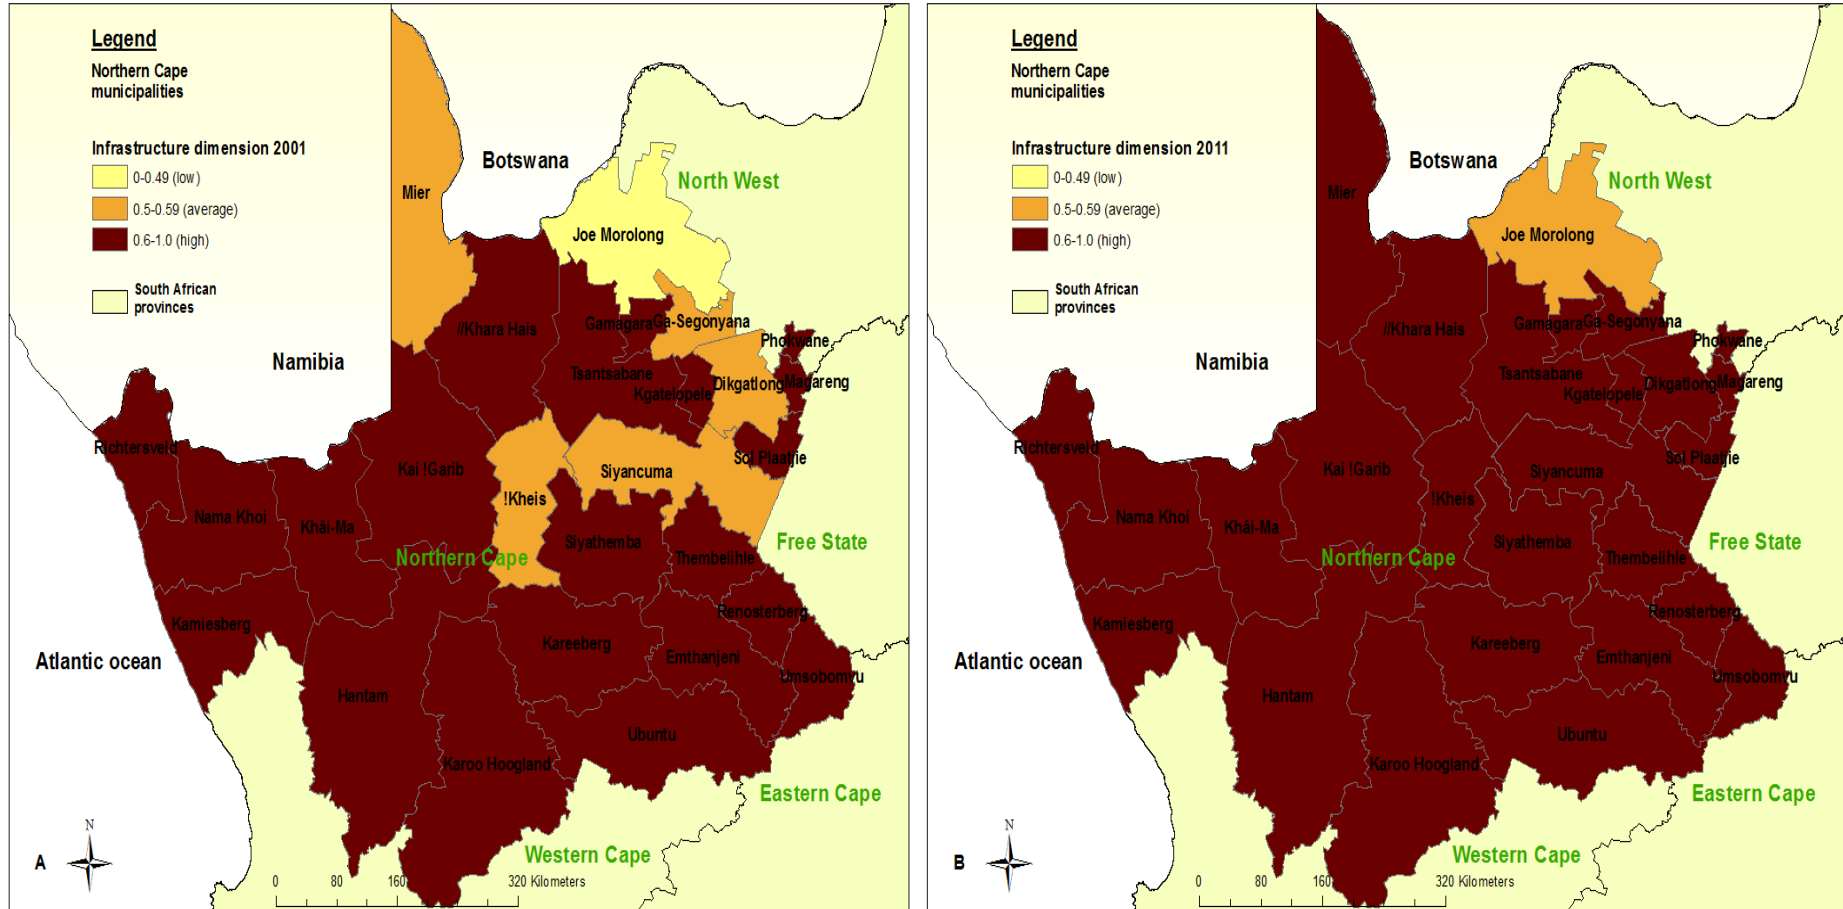 Legend
Northern Cape
municipalities
Infrastructure dimension 2001
0-0.49 (low)
0.5-0.59 (average)
0.6-1.0 (high)
South African
provinces
Botswana
North West
Mier
Joe Morolong
//Khara Hais
Gamagara
Ga-Segonyana
Phokwane
Namibia
Tsantsabane
Kgatelopele
Dikgatlong
Magareng
Richtersveld
Kai !Garib
Siyancuma
Sol Plaatjie
!Kheis
Nama Khoi
Khâi-Ma
Siyathemba
Thembelihle
Free State
Northern Cape
Kamiesberg
Renosterberg
Kareeberg
Emthanjeni
Umsobomvu
Atlantic ocean
Hantam
Ubuntu
Karoo Hoogland
Eastern Cape
Western Cape
N
A
0 80 160 320 Kilometers
Legend
Northern Cape
municipalities
Infrastructure dimension 2011
0-0.49 (low)
0.5-0.59 (average)
0.6-1.0 (high)
South African
provinces
Botswana
North West
Mier
Joe Morolong
//Khara Hais
Gamagara
Ga-Segonyana
Phokwane
Namibia
Tsantsabane
Kgatelopele
Dikgatlong
Magareng
Richtersveld
Kai !Garib
Siyancuma
Sol Plaatjie
!Kheis
Nama Khoi
Khâi-Ma
Siyathemba
Thembelihle
Free State
Northern Cape
Kamiesberg
Renosterberg
Kareeberg
Emthanjeni
Umsobomvu
Atlantic ocean
Hantam
Ubuntu
Karoo Hoogland
Eastern Cape
Western Cape
N
B
0 80 160 320 Kilometers